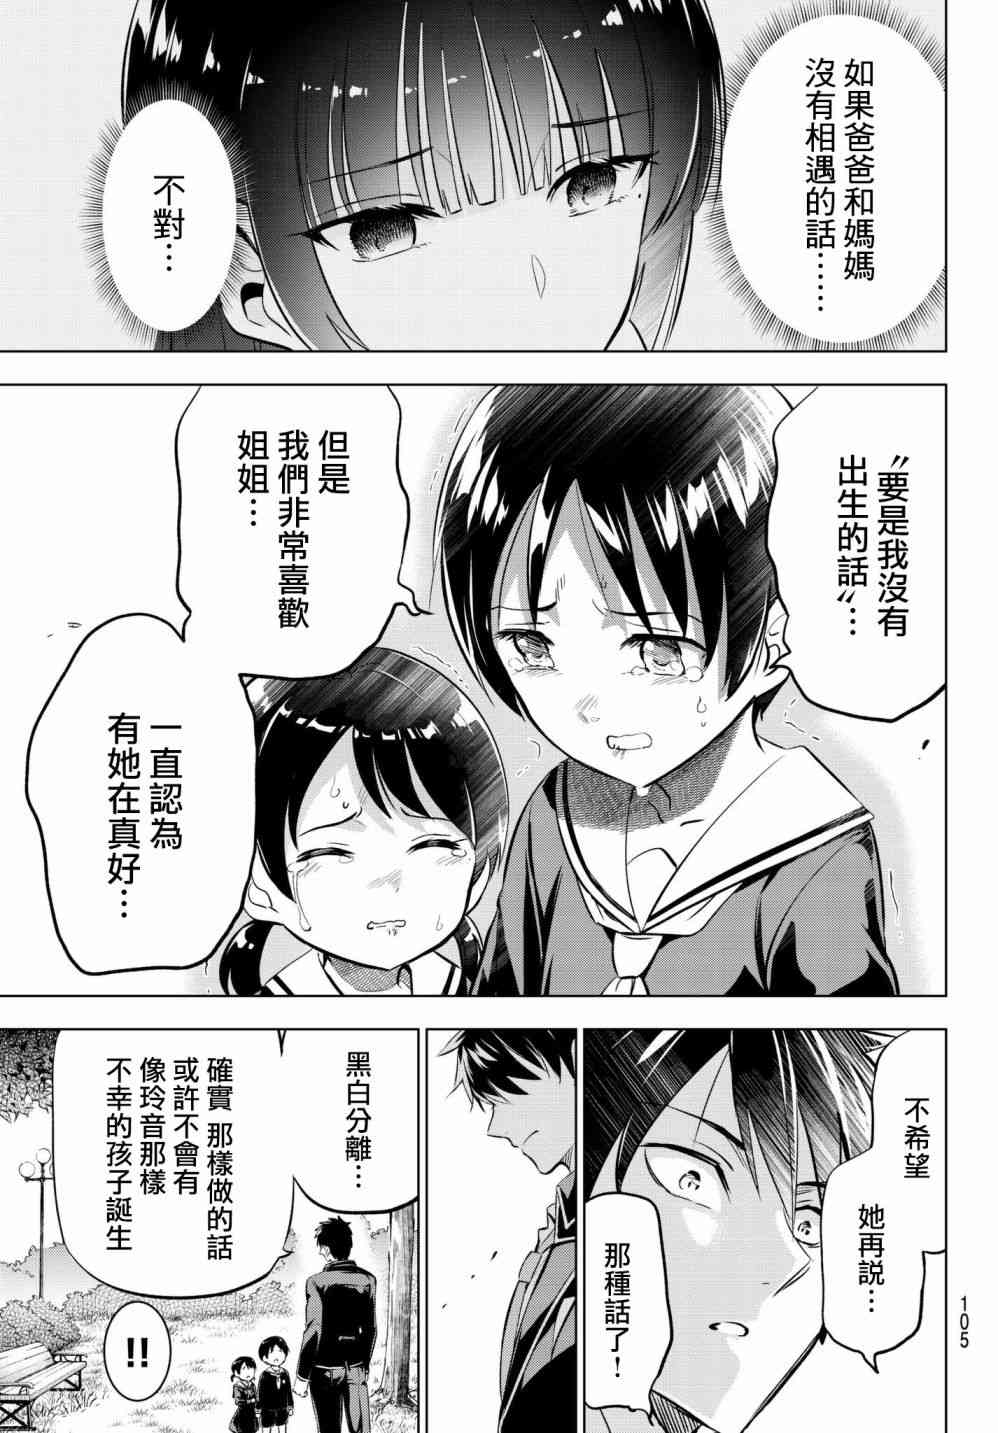 如果爸爸和媽媽
沒有相遇的話……
不對…
〝要是我沒有
出生的話〞…
但是
我們非常喜歡
姐姐…
一直認為
有她在真好…
不希望
她再説…
那種話了！
黑白分離…
確實 那樣做的話
或許不會有
像玲音那樣
不幸的孩子誕生
!!
105